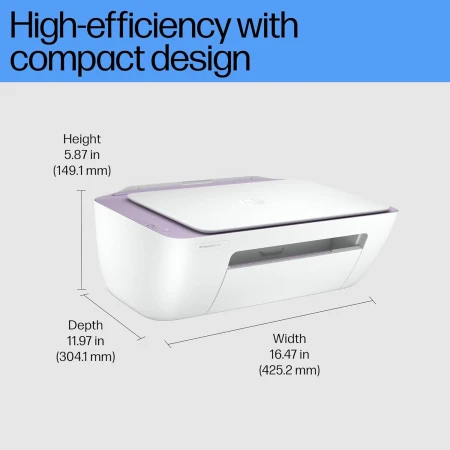 High-efficiency with
compact design
Height
5.87 in
(149.1 mm)
Depth
11.97 in
(304.1 mm)
Width
16.47 in
(425.2 mm)